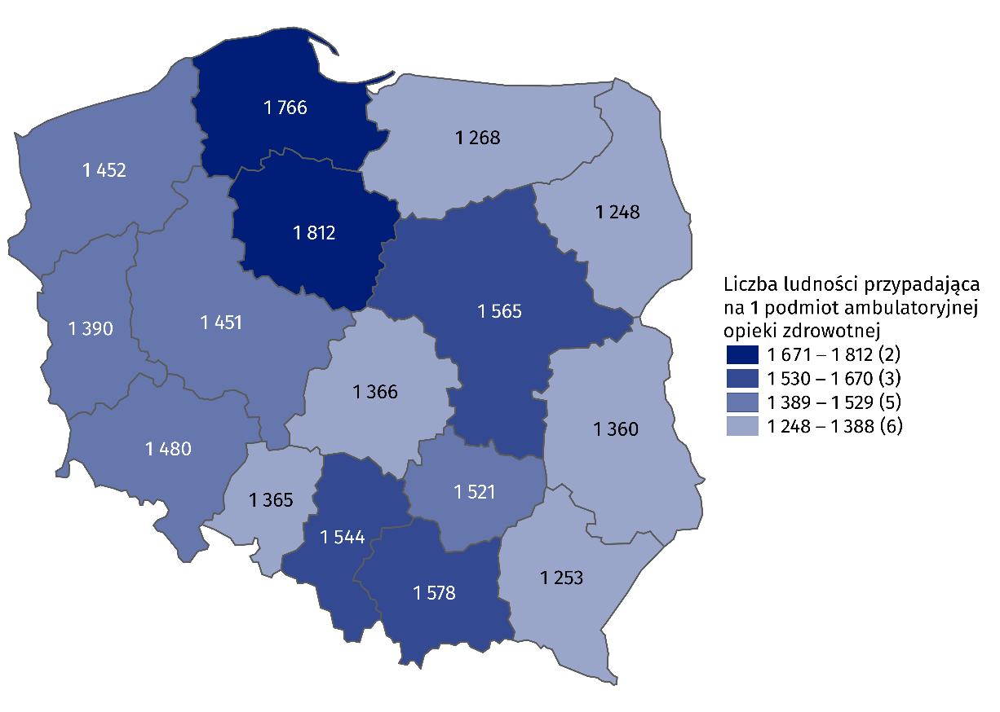 1 766
1 268
1 452
1 248
1 812
1 565
1 451
1 390
1 366
1 360
1 480
1 521
1 365
1 544
1 253
1 578
Liczba ludności przypadająca
na 1 podmiot ambulatoryjnej
opieki zdrowotnej
1 671 – 1 812 (2)
1 530 – 1 670 (3)
1 389 – 1 529 (5)
1 248 – 1 388 (6)